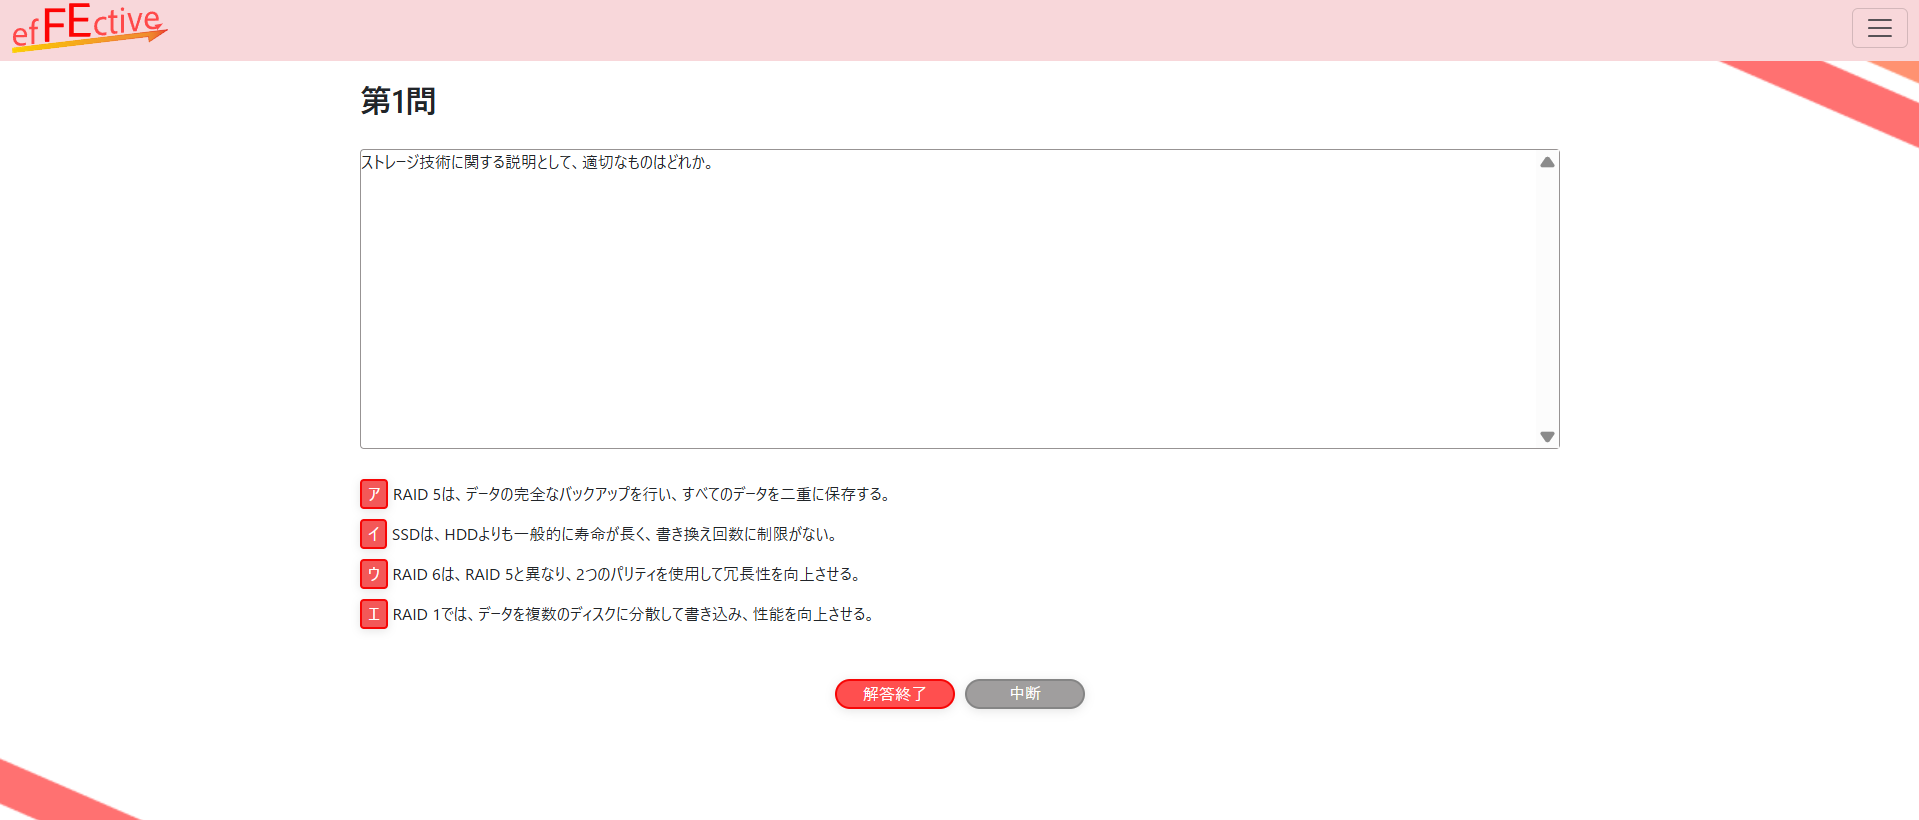 efFEctive
第1問
ストレージ技術に関する説明として、適切なものはどれか。
ア RAID 5は、データの完全なバックアップを行い、すべてのデータを二重に保存する。
イ SSDは、HDDよりも一般的に寿命が長く、書き換え回数に制限がない。
ウ RAID 6は、RAID 5と異なり、2つのパリティを使用して冗長性を向上させる。
エ RAID 1では、データを複数のディスクに分散して書き込み、性能を向上させる。
解答終了 中断